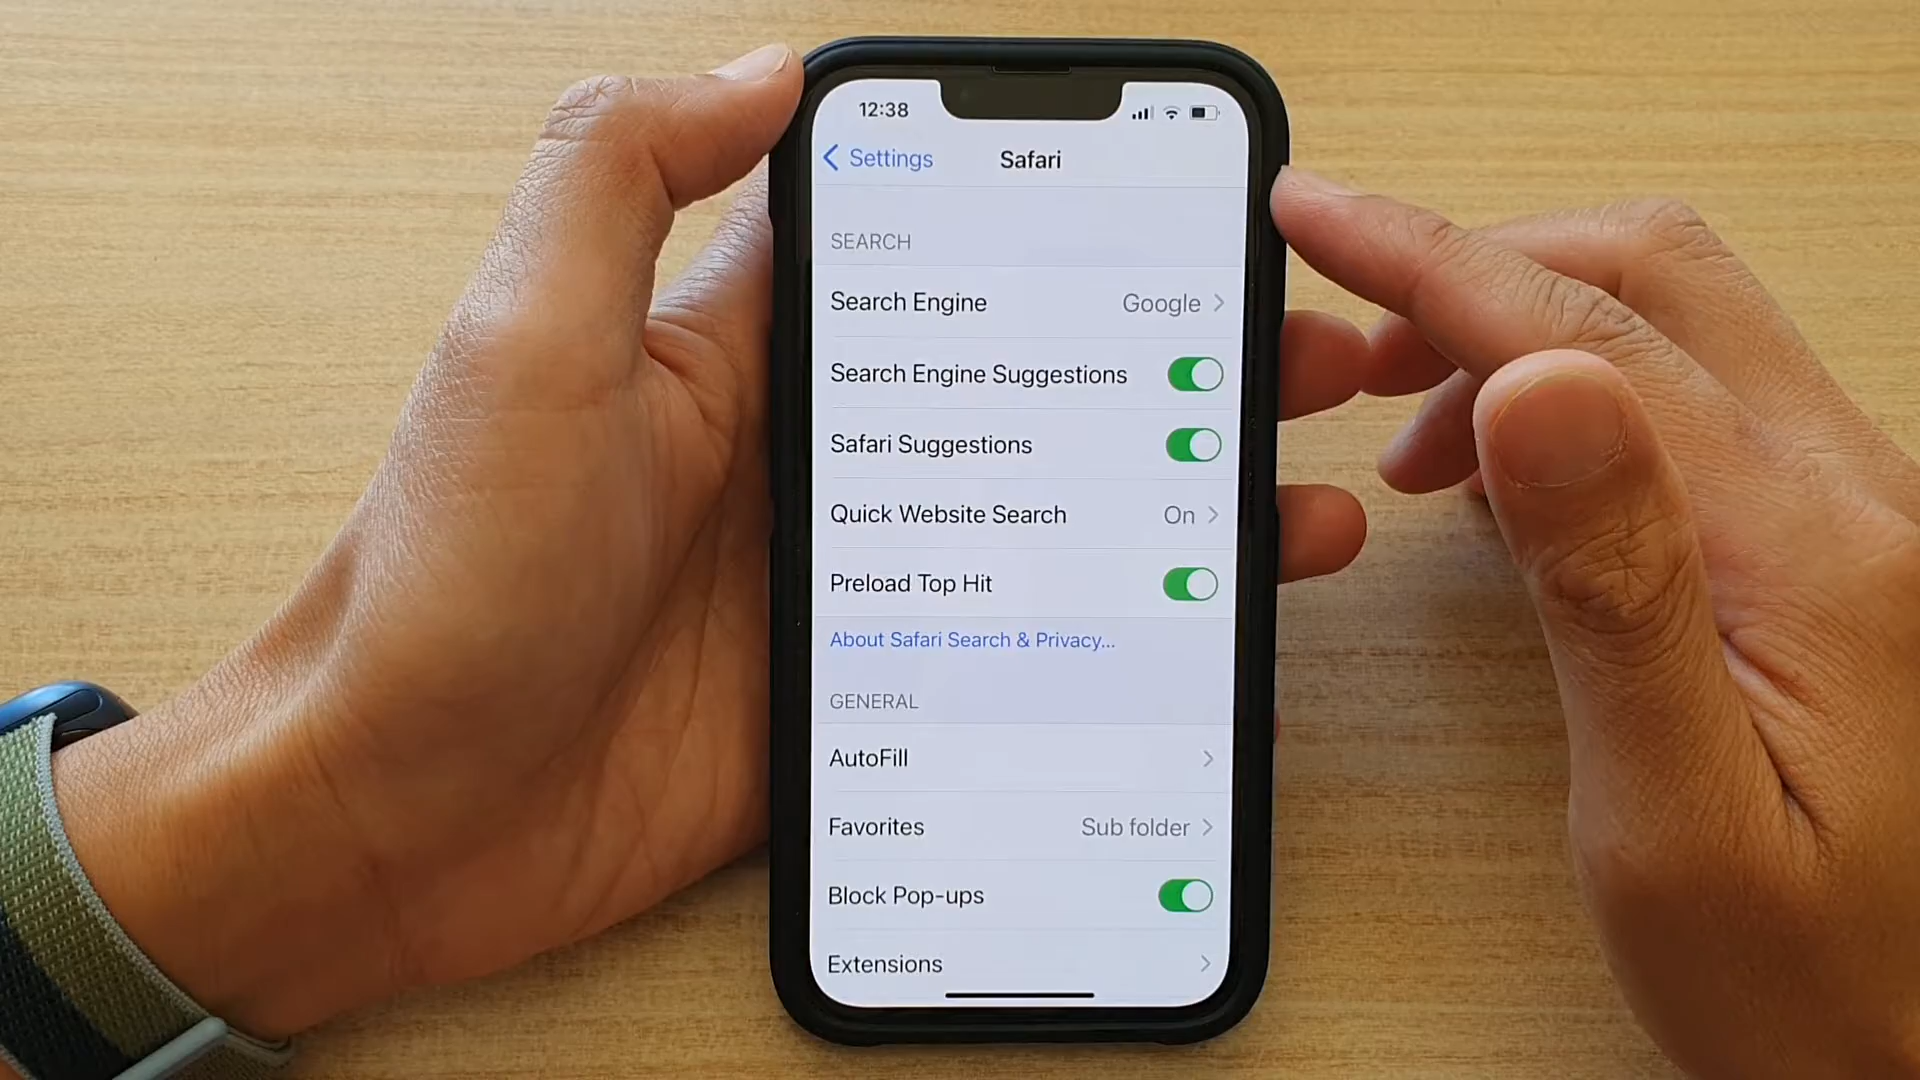 12:38
Settings
Safari
SEARCH
Search Engine Google
Search Engine Suggestions
Safari Suggestions
Quick Website Search On
Preload Top Hit
About Safari Search & Privacy...
GENERAL
AutoFill
Favorites Sub folder
Block Pop-ups
Extensions